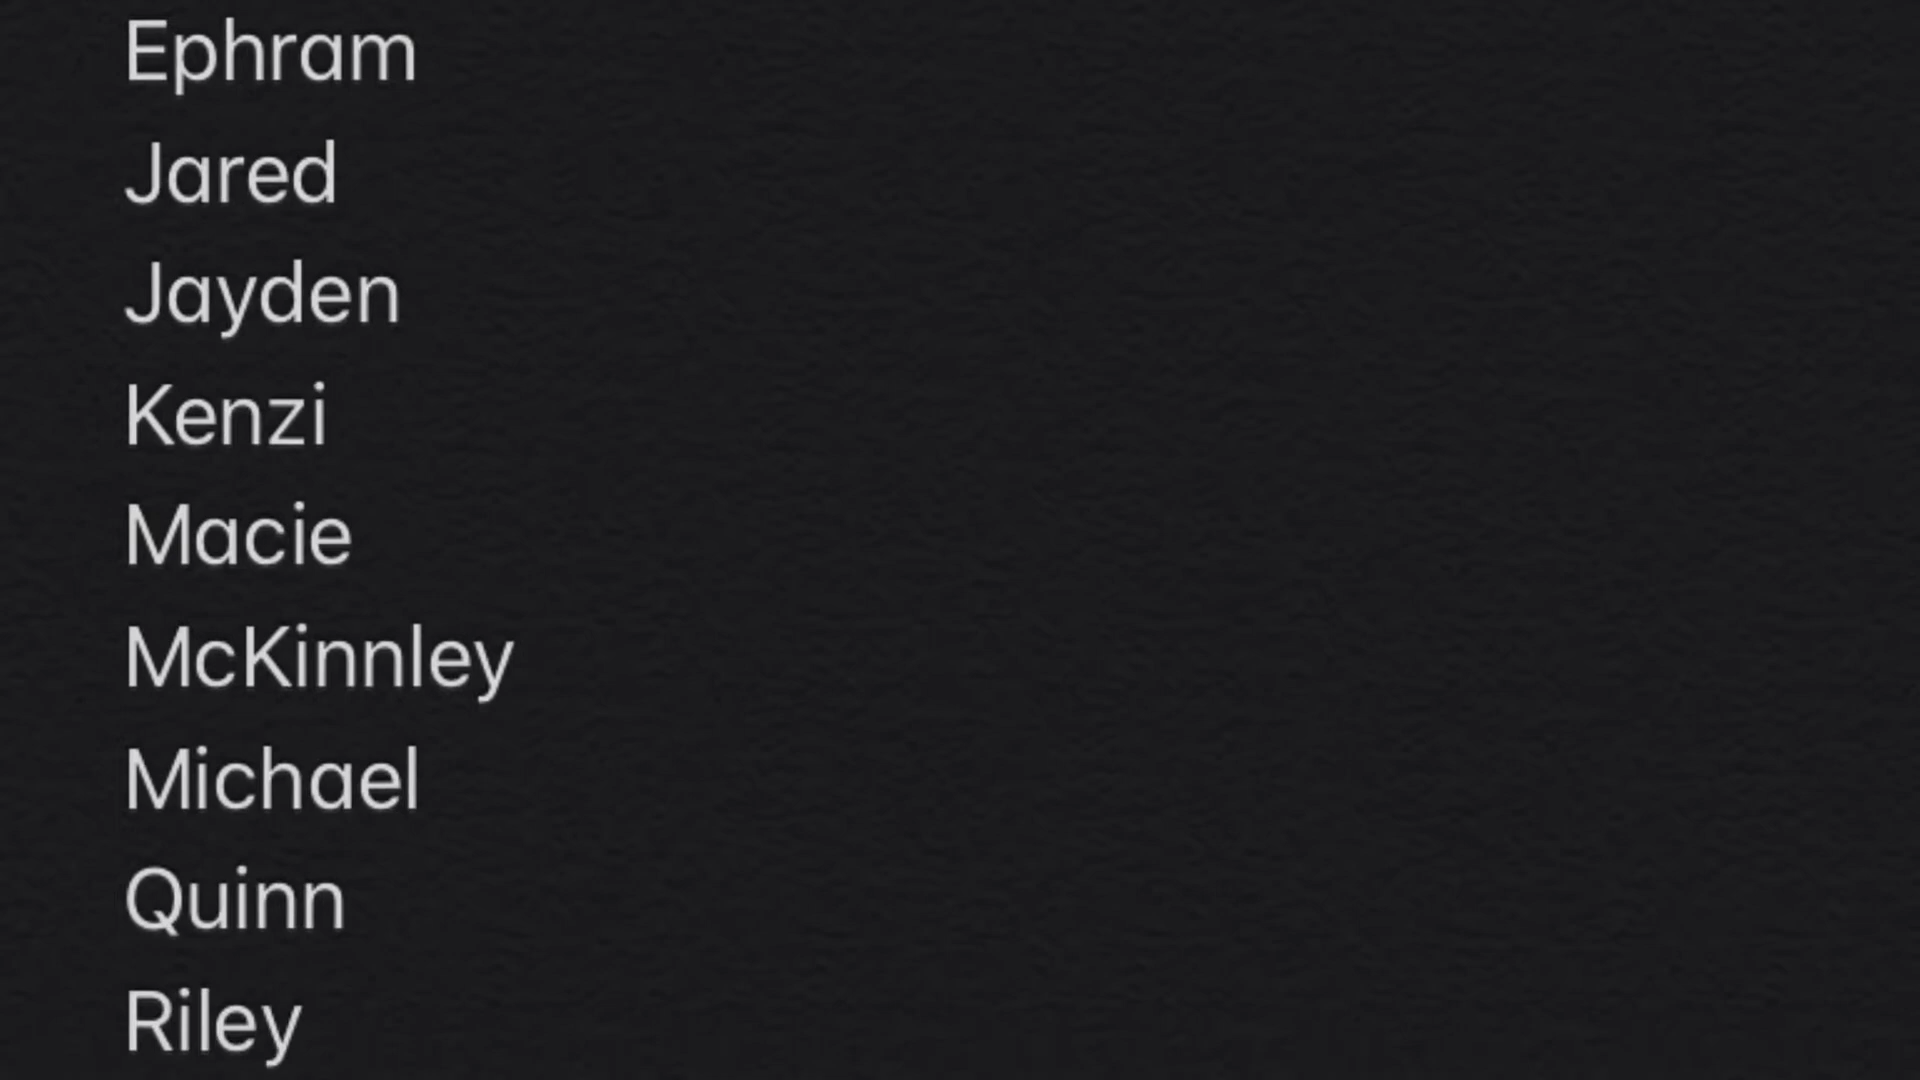 Ephram
Jared
Jayden
Kenzi
Macie
McKinnley
Michael
Quinn
Riley